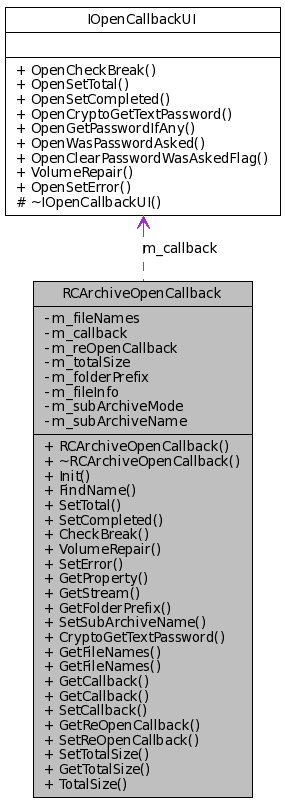 IOpenCallbackUI
+ OpenCheckBreak()
+ OpenSetTotal()
+ OpenSetCompleted()
+ OpenCryptoGetTextPassword()
+ OpenGetPasswordIfAny()
+ OpenWasPasswordAsked()
+ OpenClearPasswordWasAskedFlag()
+ VolumeRepair()
+ OpenSetError()
# ~IOpenCallbackUI()
m_callback
RCArchiveOpenCallback
- m_fileNames
- m_callback
- m_reOpenCallback
- m_totalSize
- m_folderPrefix
- m_fileInfo
- m_subArchiveMode
- m_subArchiveName
+ RCArchiveOpenCallback()
+ ~RCArchiveOpenCallback()
+ Init()
+ FindName()
+ SetTotal()
+ SetCompleted()
+ CheckBreak()
+ VolumeRepair()
+ SetError()
+ GetProperty()
+ GetStream()
+ GetFolderPrefix()
+ SetSubArchiveName()
+ CryptoGetTextPassword()
+ GetFileNames()
+ GetFileNames()
+ GetCallback()
+ GetCallback()
+ SetCallback()
+ GetReOpenCallback()
+ SetReOpenCallback()
+ SetTotalSize()
+ GetTotalSize()
+ TotalSize()